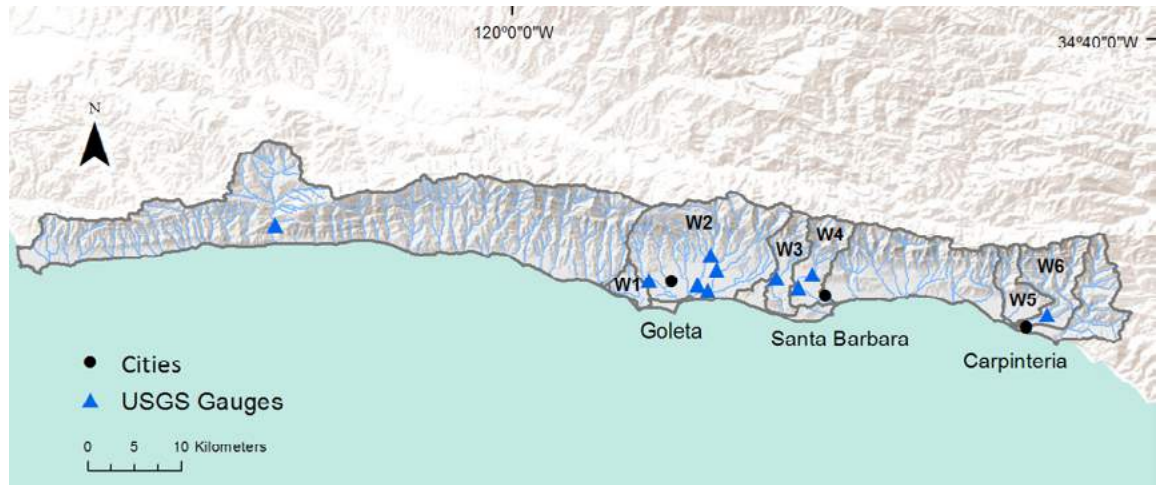 120°0"0"W
34°40"0"W
N
W2
W3
W4
W6
W1
W5
Goleta
Santa Barbara
Carpinteria
Cities
USGS Gauges
0 5 10 Kilometers